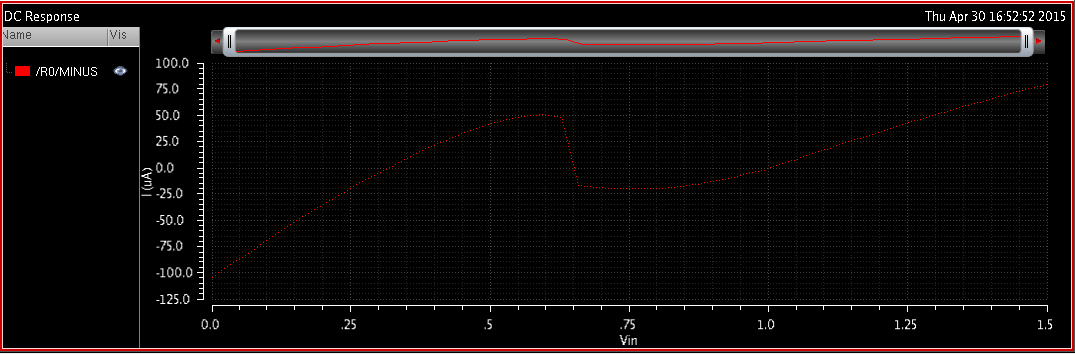 DC Response
Thu Apr 30 16:52:52 2015
Name Vis
/R0/MINUS
100.0
75.0
50.0
25.0
0.0
-25.0
-50.0
-75.0
-100.0
-125.0
I (uA)
0.0 .25 .5 .75 1.0 1.25 1.5
Vin